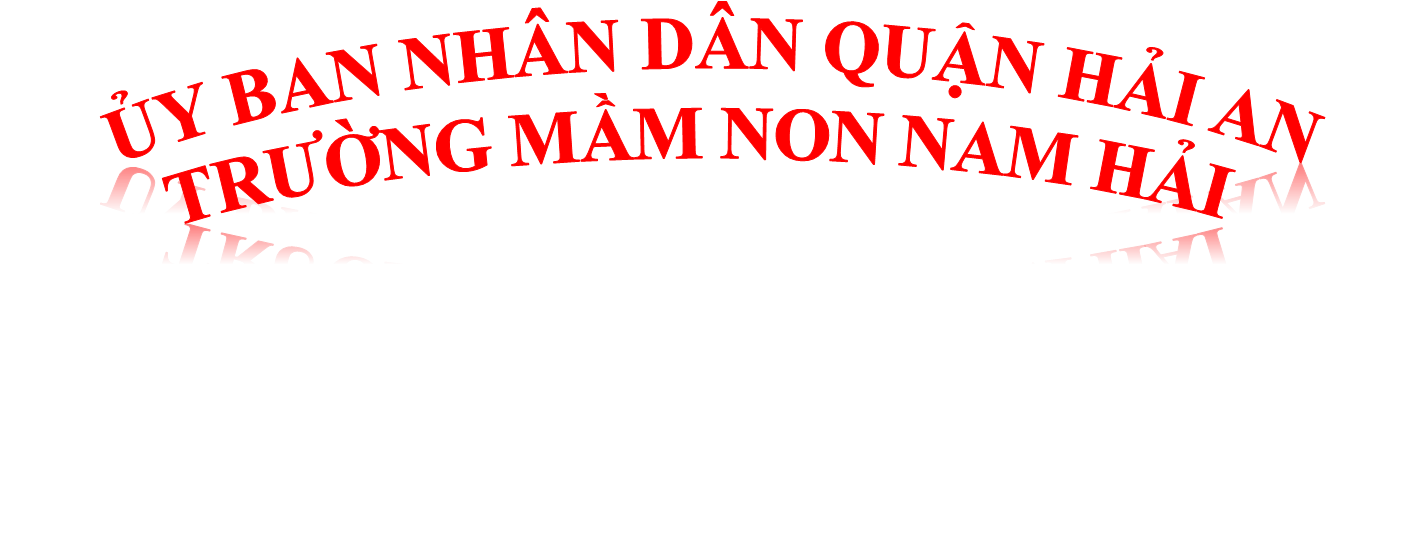 ỦY BAN NHÂN DÂN QUẬN HẢI AN
TRƯỜNG MẦM NON NAM HẢI